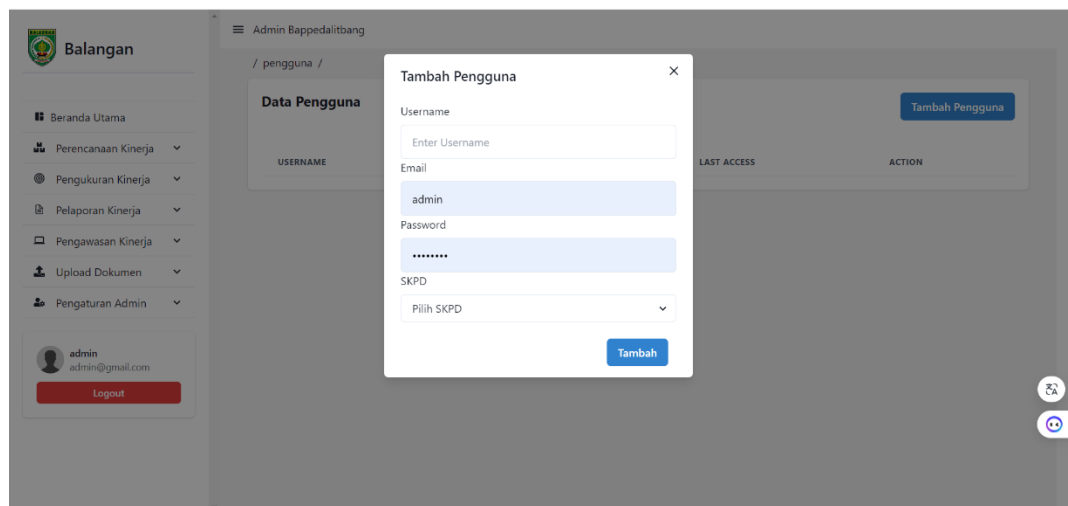 BALANGAN
Balangan
Beranda Utama
Perencanaan Kinerja
Pengukuran Kinerja
Pelaporan Kinerja
Pengawasan Kinerja
Upload Dokumen
Pengaturan Admin
admin
admin@gmail.com
Logout
Admin Bappedalitbang
/ pengguna /
Data Pengguna
Tambah Pengguna
USERNAME
LAST ACCESS
ACTION
Tambah Pengguna
Username
Enter Username
Email
admin
Password
••••••••
SKPD
Pilih SKPD
Tambah